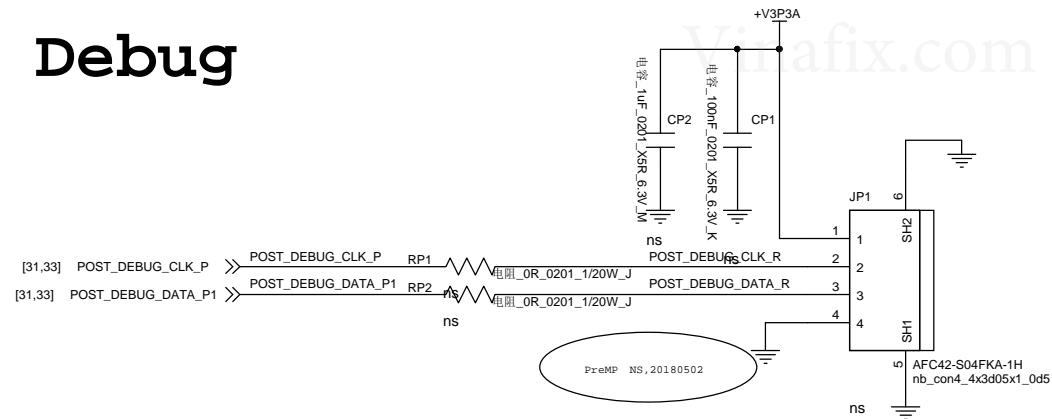 Debug
Vinafix.com
+V3P3A
电容_1uF_0201_X5R_6.3V_M
CP2
电容_100nF_0201_X5R_6.3V_K
CP1
ns
ns
JP1
6
SH2
1
1
[31,33]
POST_DEBUG_CLK_P
POST_DEBUG_CLK_P
RP1
电阻_0R_0201_1/20W_J
POST_DEBUG_CLK_R
2
2
[31,33]
POST_DEBUG_DATA_P1
POST_DEBUG_DATA_P1
RP2
ns
电阻_0R_0201_1/20W_J
POST_DEBUG_DATA_R
3
3
ns
4
4
SH1
5
PreMP NS,20180502
AFC42-S04FKA-1H
nb_con4_4x3d05x1_0d5
ns